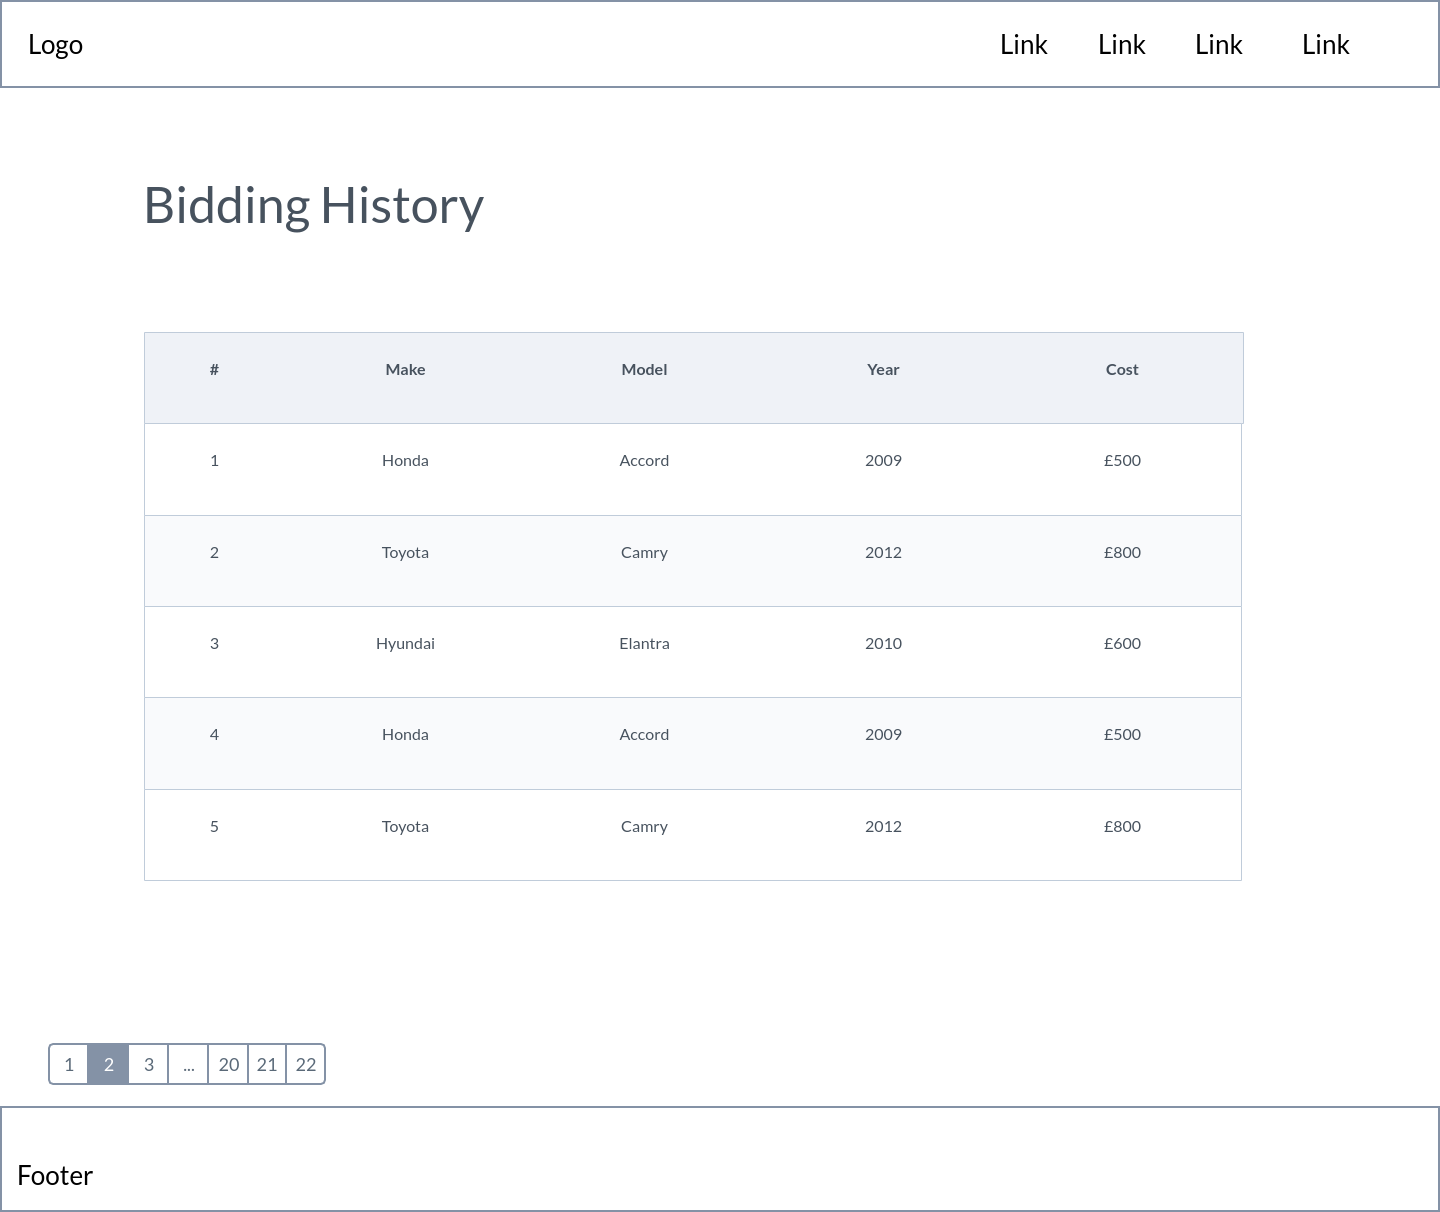 Logo Link Link Link Link
Bidding History
# Make Model Year Cost
1 Honda Accord 2009 £500
2 Toyota Camry 2012 £800
3 Hyundai Elantra 2010 £600
4 Honda Accord 2009 £500
5 Toyota Camry 2012 £800
1 2 3 ... 20 21 22
Footer